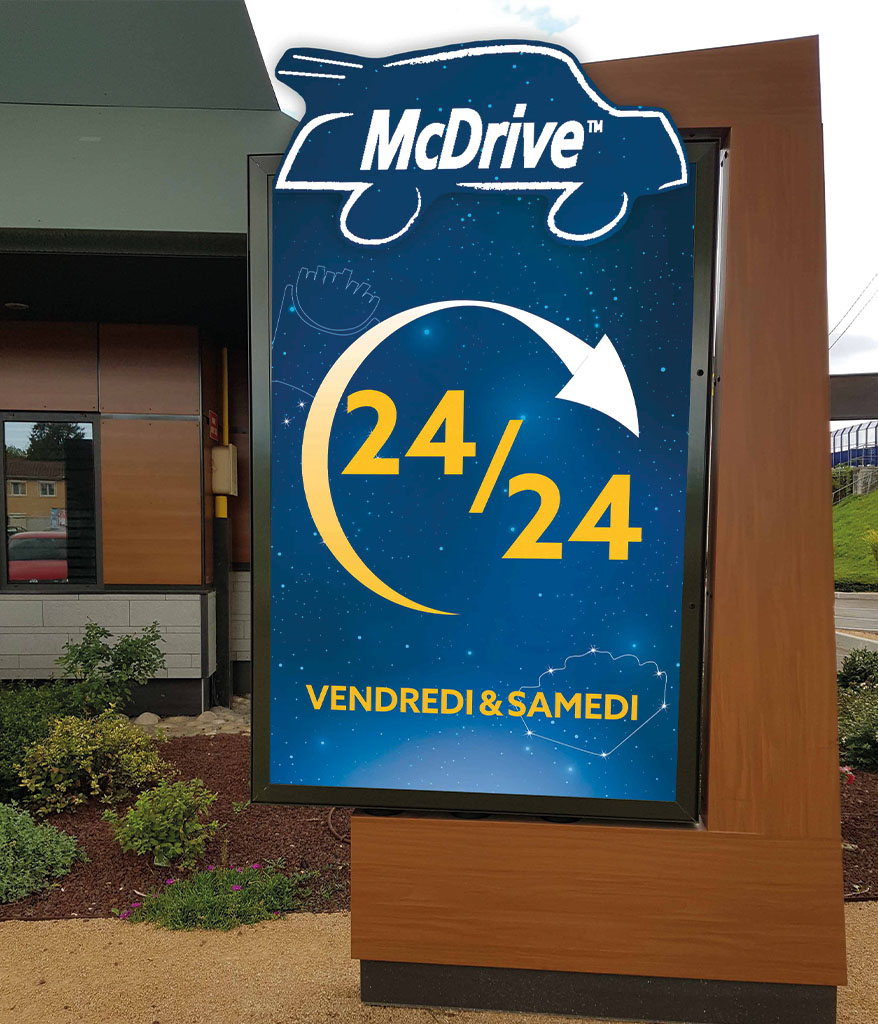 McDrive™
24/24
VENDREDI & SAMEDI